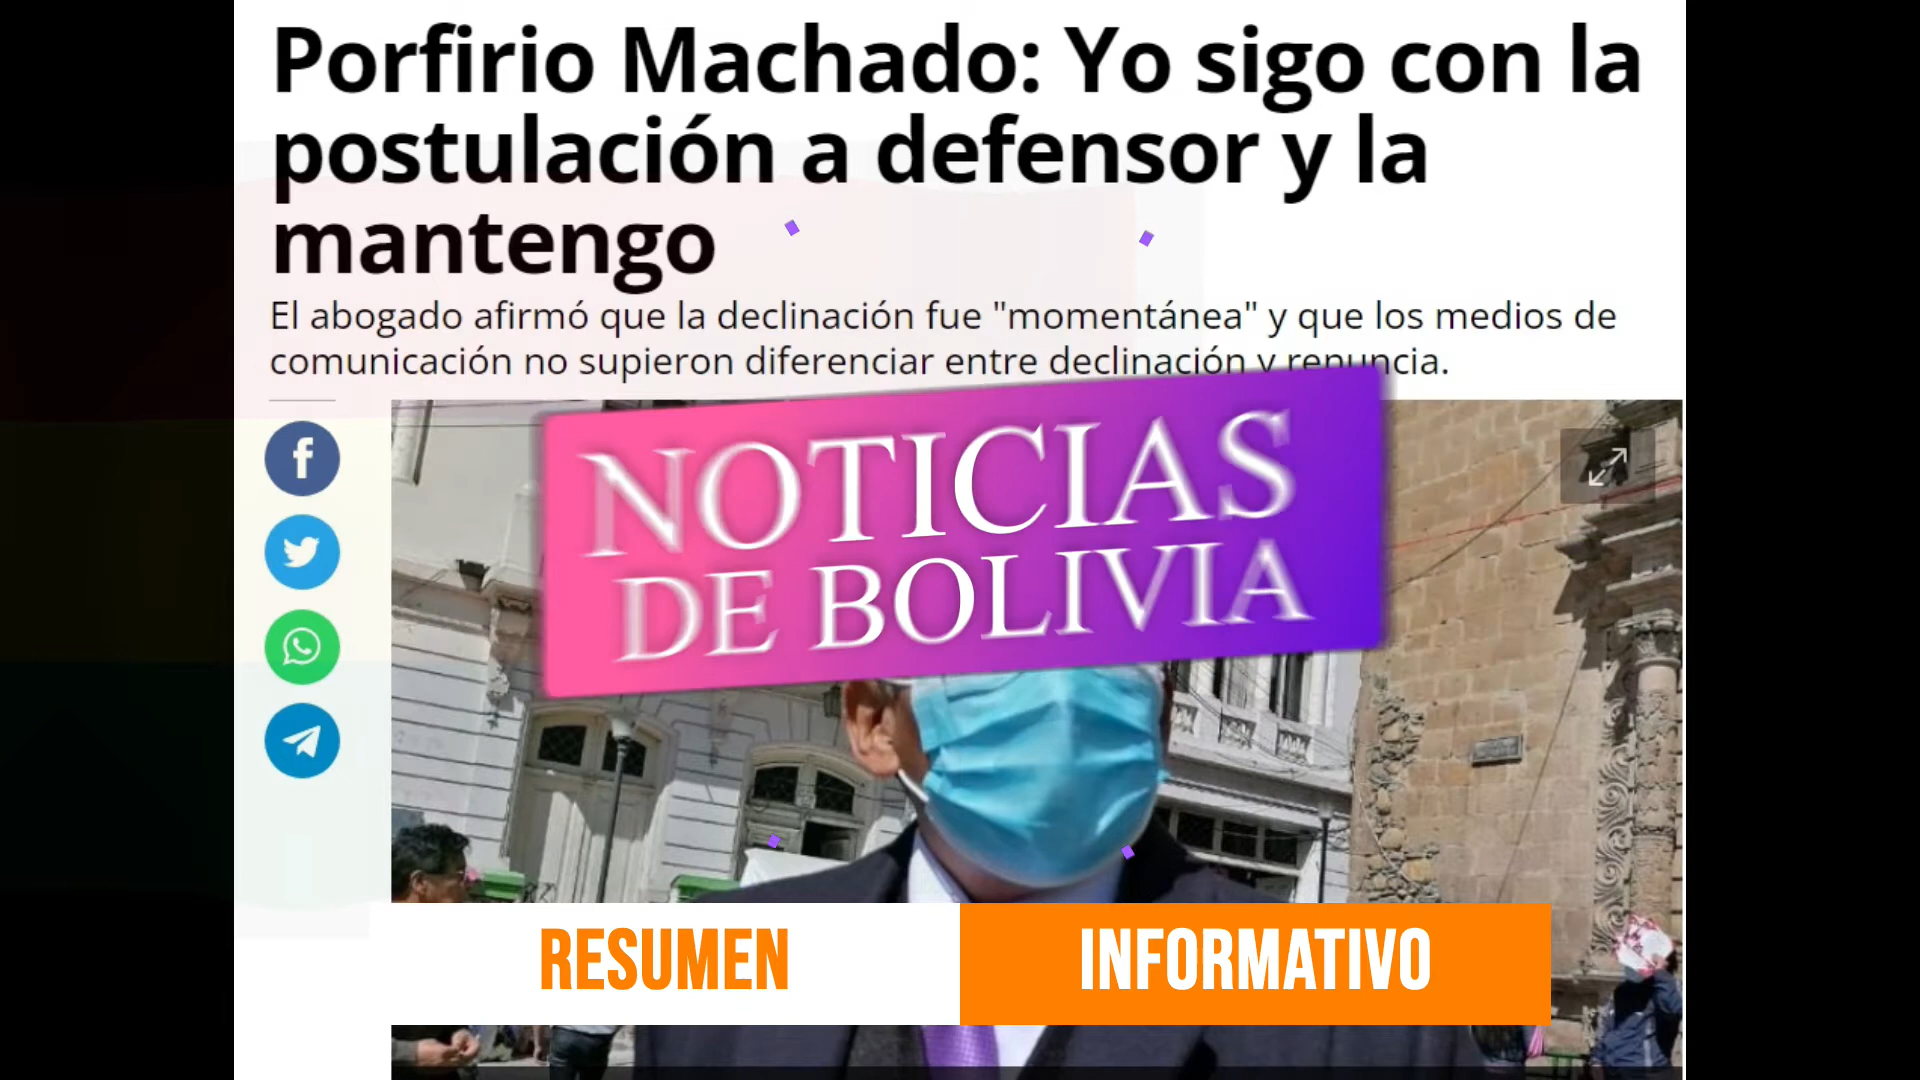 Porfirio Machado: Yo sigo con la
postulación a defensor y la
mantengo
El abogado afirmó que la declinación fue "momentánea" y que los medios de
comunicación no supieron diferenciar entre declinación y renuncia.
NOTICIAS
DE BOLIVIA
RESUMEN
INFORMATIVO